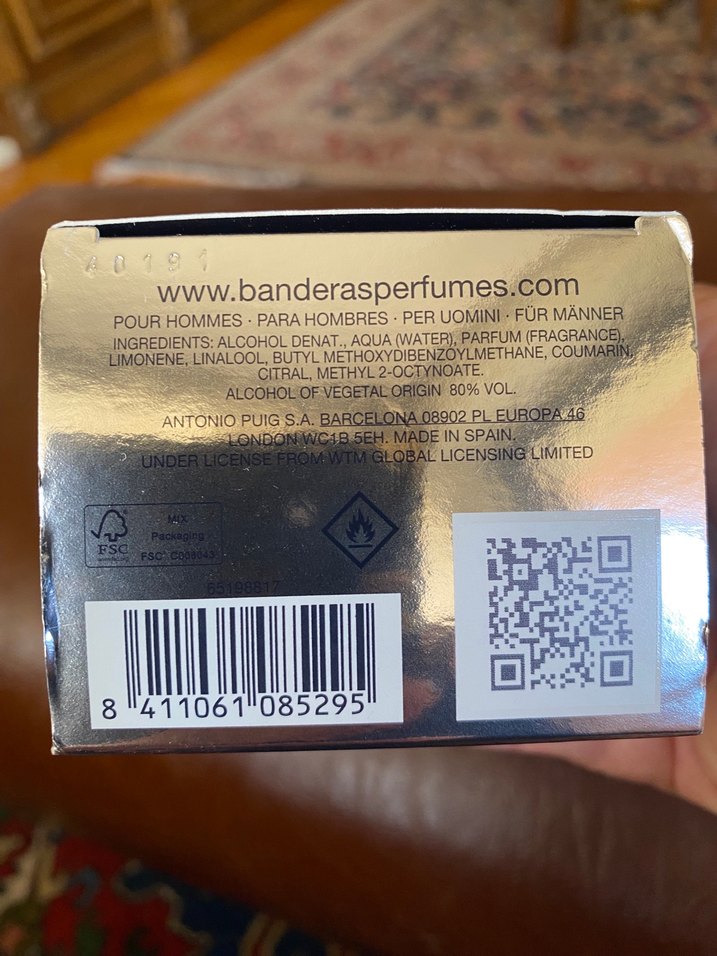 40191
www.banderasperfumes.com
POUR HOMMES · PARA HOMBRES · PER UOMINI · FÜR MÄNNER
INGREDIENTS: ALCOHOL DENAT., AQUA (WATER), PARFUM (FRAGRANCE),
LIMONENE, LINALOOL, BUTYL METHOXYDIBENZOYLMETHANE, COUMARIN,
CITRAL, METHYL 2-OCTYNOATE.
ALCOHOL OF VEGETAL ORIGIN 80% VOL.
ANTONIO PUIG S.A. BARCELONA 08902 PL EUROPA 46
LONDON WC1B 5EH. MADE IN SPAIN.
UNDER LICENSE FROM WTM GLOBAL LICENSING LIMITED
FSC
MIX
Packaging
FSC® C008043
65198817
8 411061 085295